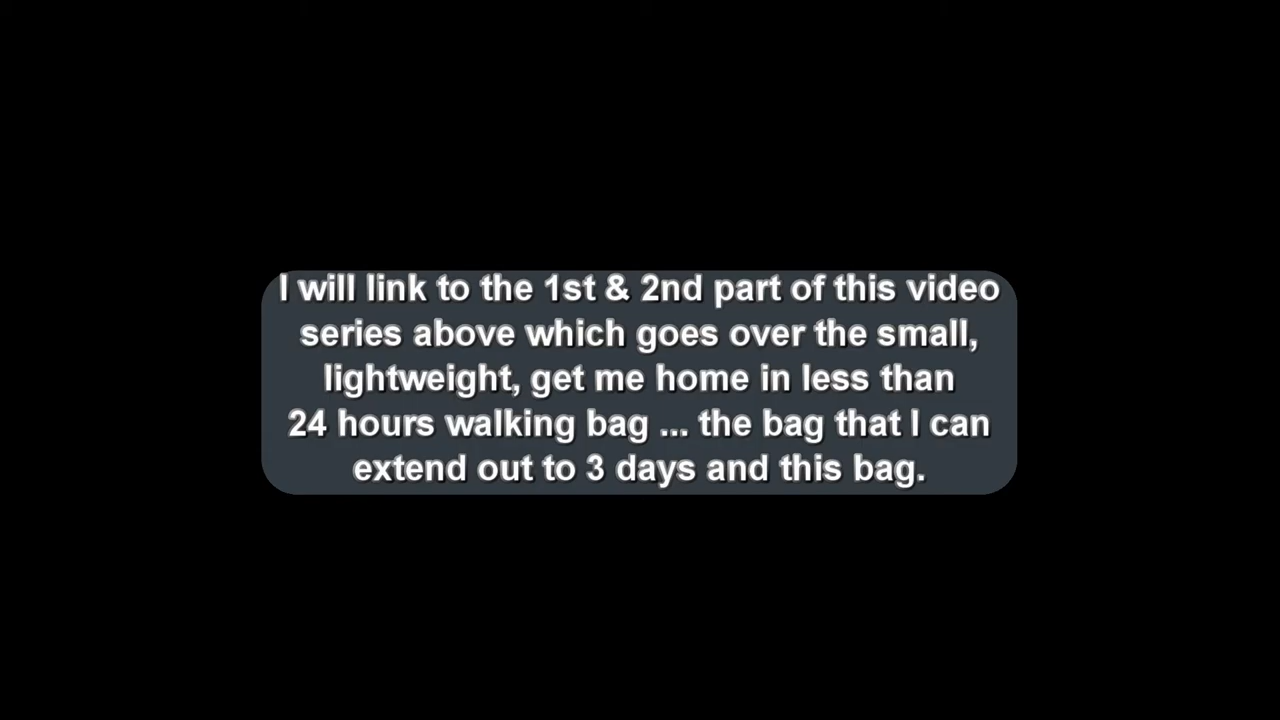 I will link to the 1st & 2nd part of this video
series above which goes over the small,
lightweight, get me home in less than
24 hours walking bag ... the bag that I can
extend out to 3 days and this bag.